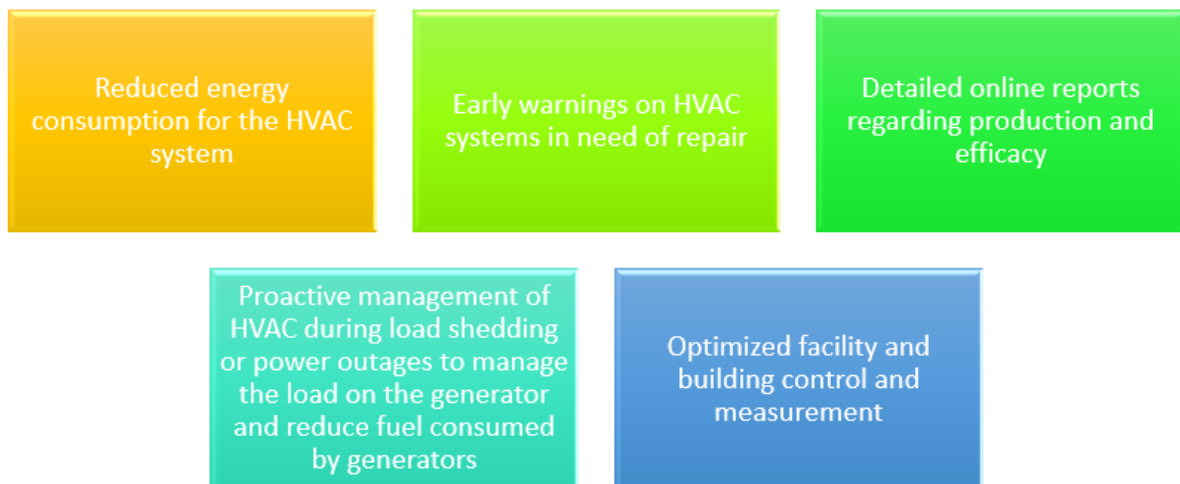 Reduced energy
consumption for the HVAC
system
Early warnings on HVAC
systems in need of repair
Detailed online reports
regarding production and
efficacy
Proactive management of
HVAC during load shedding
or power outages to manage
the load on the generator
and reduce fuel consumed
by generators
Optimized facility and
building control and
measurement